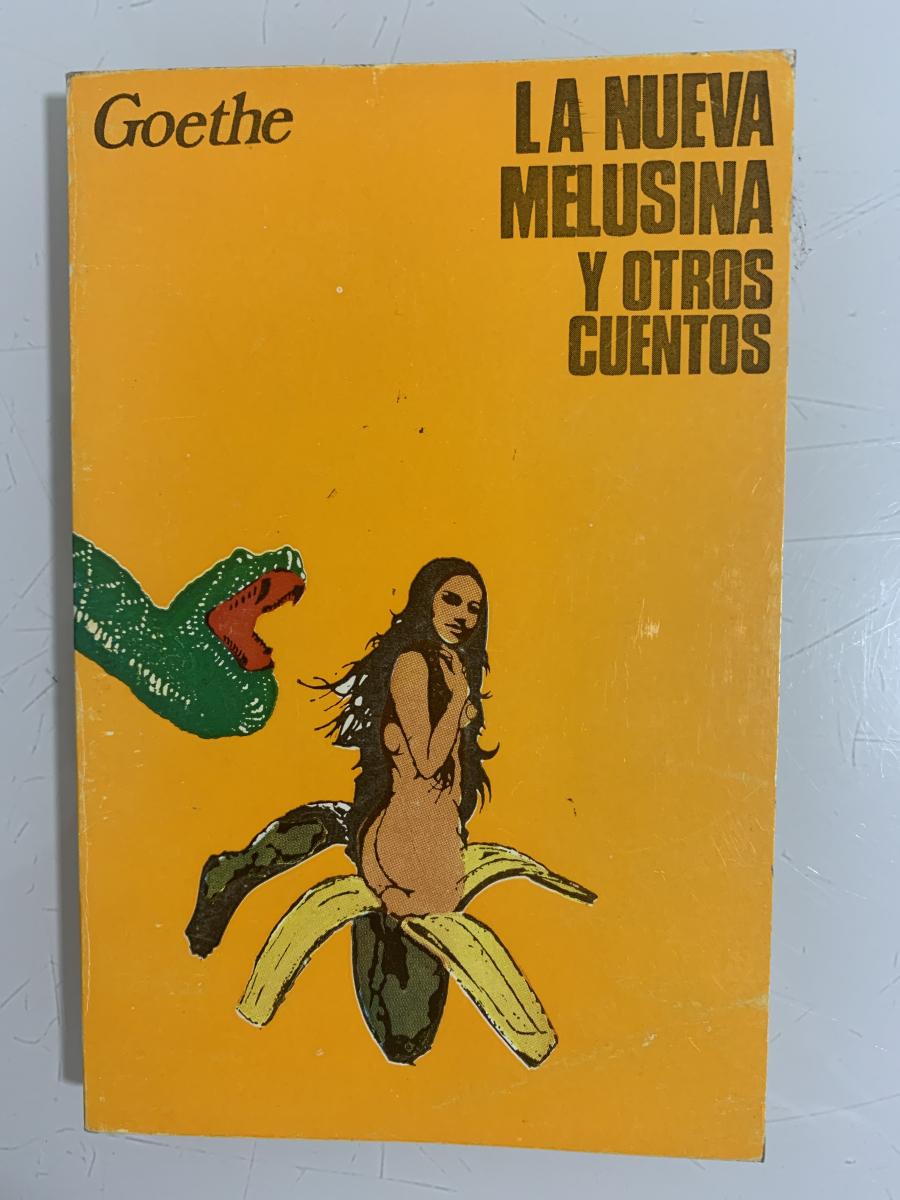 Goethe
LA NUEVA
MELUSINA
Y OTROS
CUENTOS